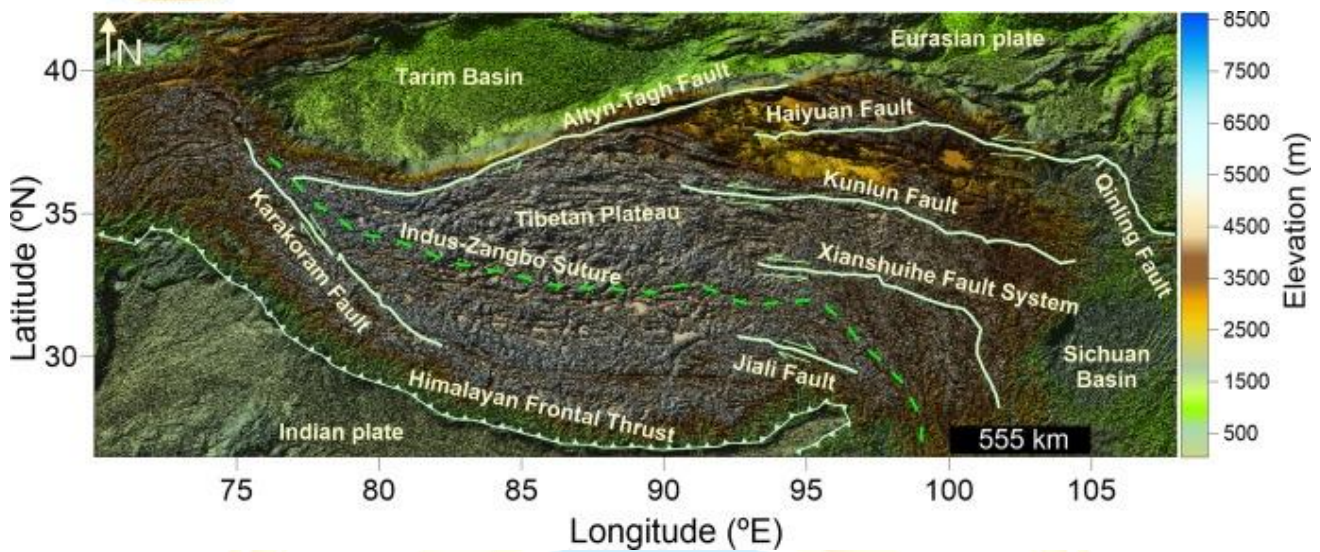 N
Eurasian plate
Tarim Basin
Altyn-Tagh Fault
Haiyuan Fault
Kunlun Fault
Qinling Fault
Tibetan Plateau
Karakoram Fault
Indus-Zangbo Suture
Xianshuihe Fault System
Sichuan
Basin
Jiali Fault
Himalayan Frontal Thrust
Indian plate
555 km
40
35
30
Latitude (ºN)
75
80
85
90
95
100
105
Longitude (ºE)
8500
7500
6500
5500
4500
3500
2500
1500
500
Elevation (m)